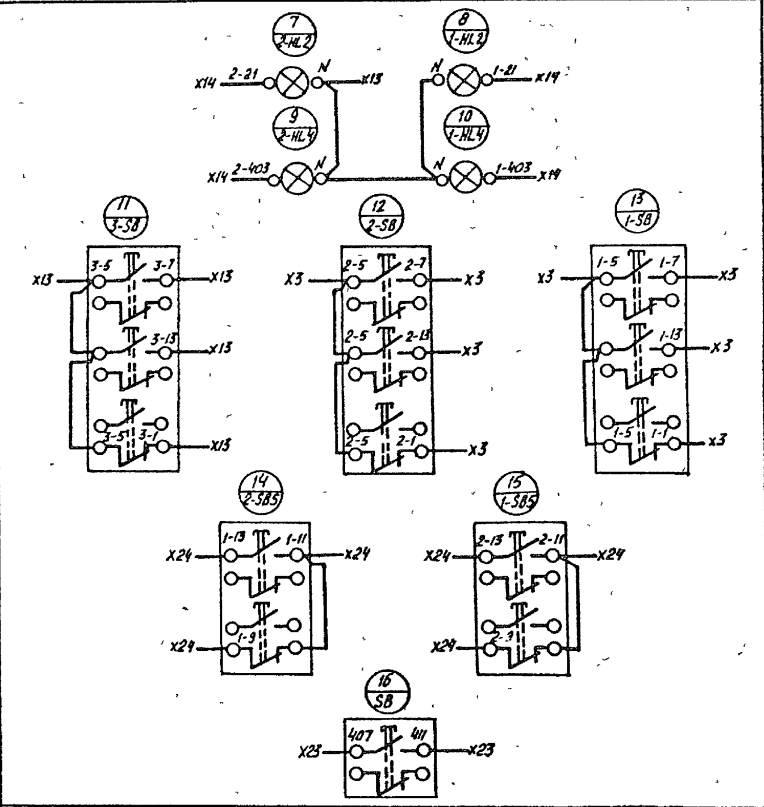 7 8
2-HL2 1-HL2
X14 2-21 N X13 N 1-21 X14
9 10
2-HL4 1-HL4
X14 2-403 N N 1-403 X14
11 12 13
3-SB 2-SB 1-SB
X13 3-5 3-7 X13 X3 2-5 2-7 X3 X3 1-5 1-7 X3
3-13 X13 2-5 2-13 X3 1-13 X3
3-5 3-1 X13 2-5 2-1 X3 1-5 1-1 X3
14 15
2-SB5 1-SB5
X24 1-13 1-11 X24 X24 2-13 2-11 X24
X24 1-9 X24 2-9
16
SB
X23 407 411 X23